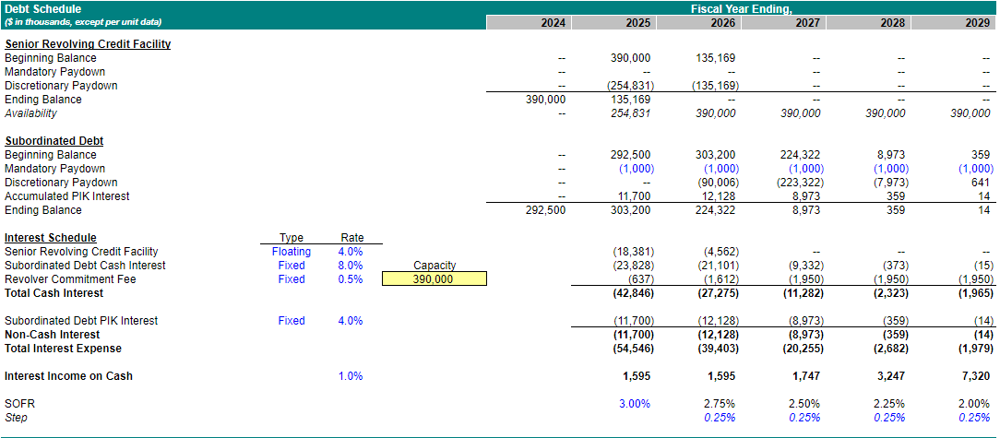 Debt Schedule Fiscal Year Ending,
($ in thousands, except per unit data) 2024 2025 2026 2027 2028 2029
Senior Revolving Credit Facility
Beginning Balance -- 390,000 135,169 -- -- --
Mandatory Paydown -- -- -- -- -- --
Discretionary Paydown -- (254,831) (135,169) -- -- --
Ending Balance 390,000 135,169 -- -- -- --
Availability -- 254,831 390,000 390,000 390,000 390,000
Subordinated Debt
Beginning Balance -- 292,500 303,200 224,322 8,973 359
Mandatory Paydown -- (1,000) (1,000) (1,000) (1,000) (1,000)
Discretionary Paydown -- -- (90,006) (223,322) (7,973) 641
Accumulated PIK Interest -- 11,700 12,128 8,973 359 14
Ending Balance 292,500 303,200 224,322 8,973 359 14
Interest Schedule Type Rate
Senior Revolving Credit Facility Floating 4.0% (18,381) (4,562) -- -- --
Subordinated Debt Cash Interest Fixed 8.0% Capacity (23,828) (21,101) (9,332) (373) (15)
Revolver Commitment Fee Fixed 0.5% 390,000 (637) (1,612) (1,950) (1,950) (1,950)
Total Cash Interest (42,846) (27,275) (11,282) (2,323) (1,965)
Subordinated Debt PIK Interest Fixed 4.0% (11,700) (12,128) (8,973) (359) (14)
Non-Cash Interest (11,700) (12,128) (8,973) (359) (14)
Total Interest Expense (54,546) (39,403) (20,255) (2,682) (1,979)
Interest Income on Cash 1.0% 1,595 1,595 1,747 3,247 7,320
SOFR 3.00% 2.75% 2.50% 2.25% 2.00%
Step 0.25% 0.25% 0.25% 0.25%